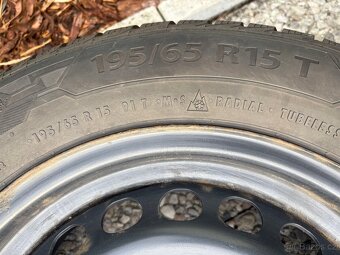 195/65 R15 T
195/65 R 15 91 T M+S RADIAL TUBELESS